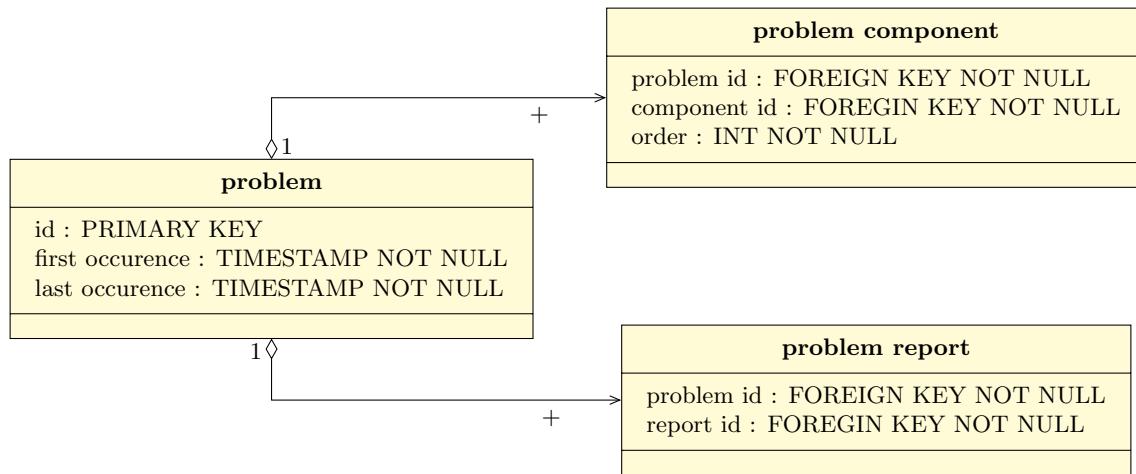 problem component
problem id : FOREIGN KEY NOT NULL
component id : FOREGIN KEY NOT NULL
order : INT NOT NULL
+
1
problem
id : PRIMARY KEY
first occurence : TIMESTAMP NOT NULL
last occurence : TIMESTAMP NOT NULL
1
+
problem report
problem id : FOREIGN KEY NOT NULL
report id : FOREGIN KEY NOT NULL